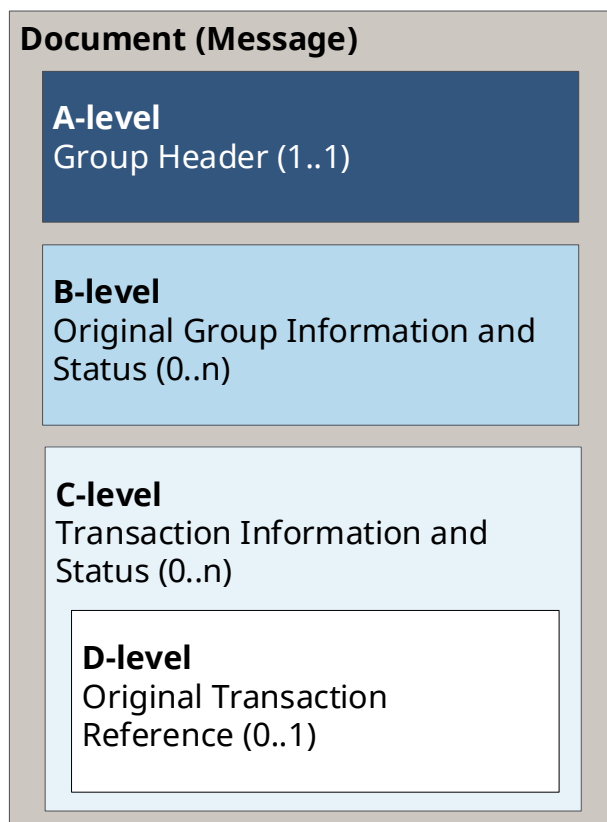 Document (Message)
A-level
Group Header (1..1)
B-level
Original Group Information and
Status (0..n)
C-level
Transaction Information and
Status (0..n)
D-level
Original Transaction
Reference (0..1)